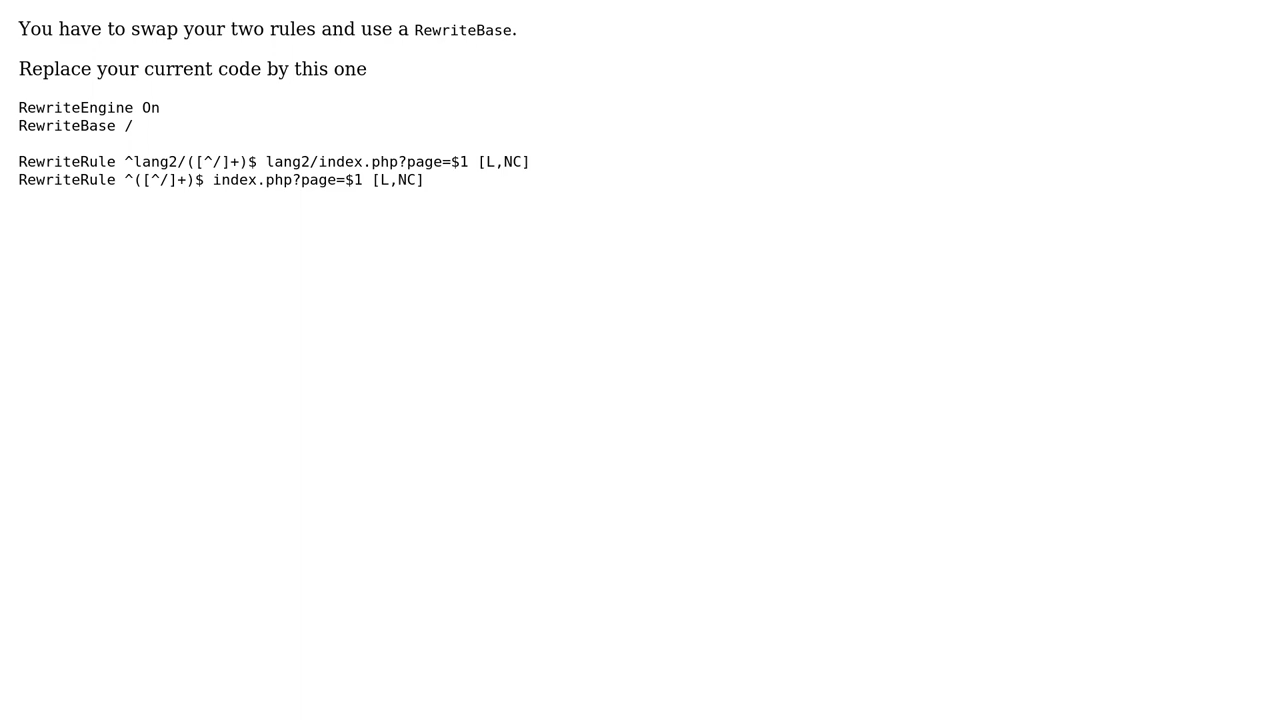 You have to swap your two rules and use a RewriteBase.
Replace your current code by this one
RewriteEngine On
RewriteBase /
RewriteRule ^lang2/([^/]+)$ lang2/index.php?page=$1 [L,NC]
RewriteRule ^([^/]+)$ index.php?page=$1 [L,NC]